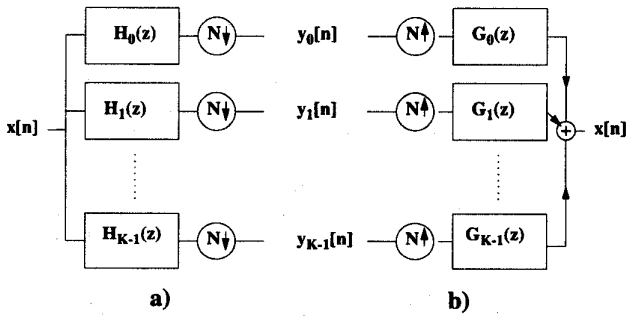 H₀(z) N y₀[n] N G₀(z)
H₁(z) N y₁[n] N G₁(z)
x[n] + x[n]
H_{K-1}(z) N y_{K-1}[n] N G_{K-1}(z)
a) b)